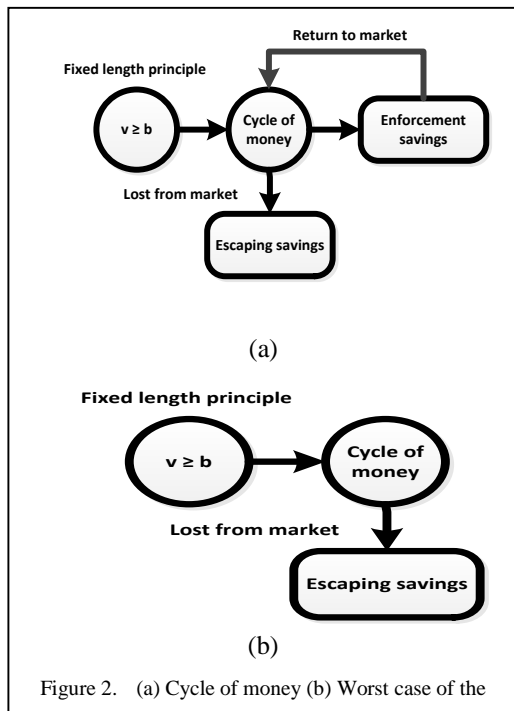 Return to market
Fixed length principle
v ≥ b
Cycle of
money
Enforcement
savings
Lost from market
Escaping savings
(a)
Fixed length principle
v ≥ b
Cycle of
money
Lost from market
Escaping savings
(b)
Figure 2. (a) Cycle of money (b) Worst case of the